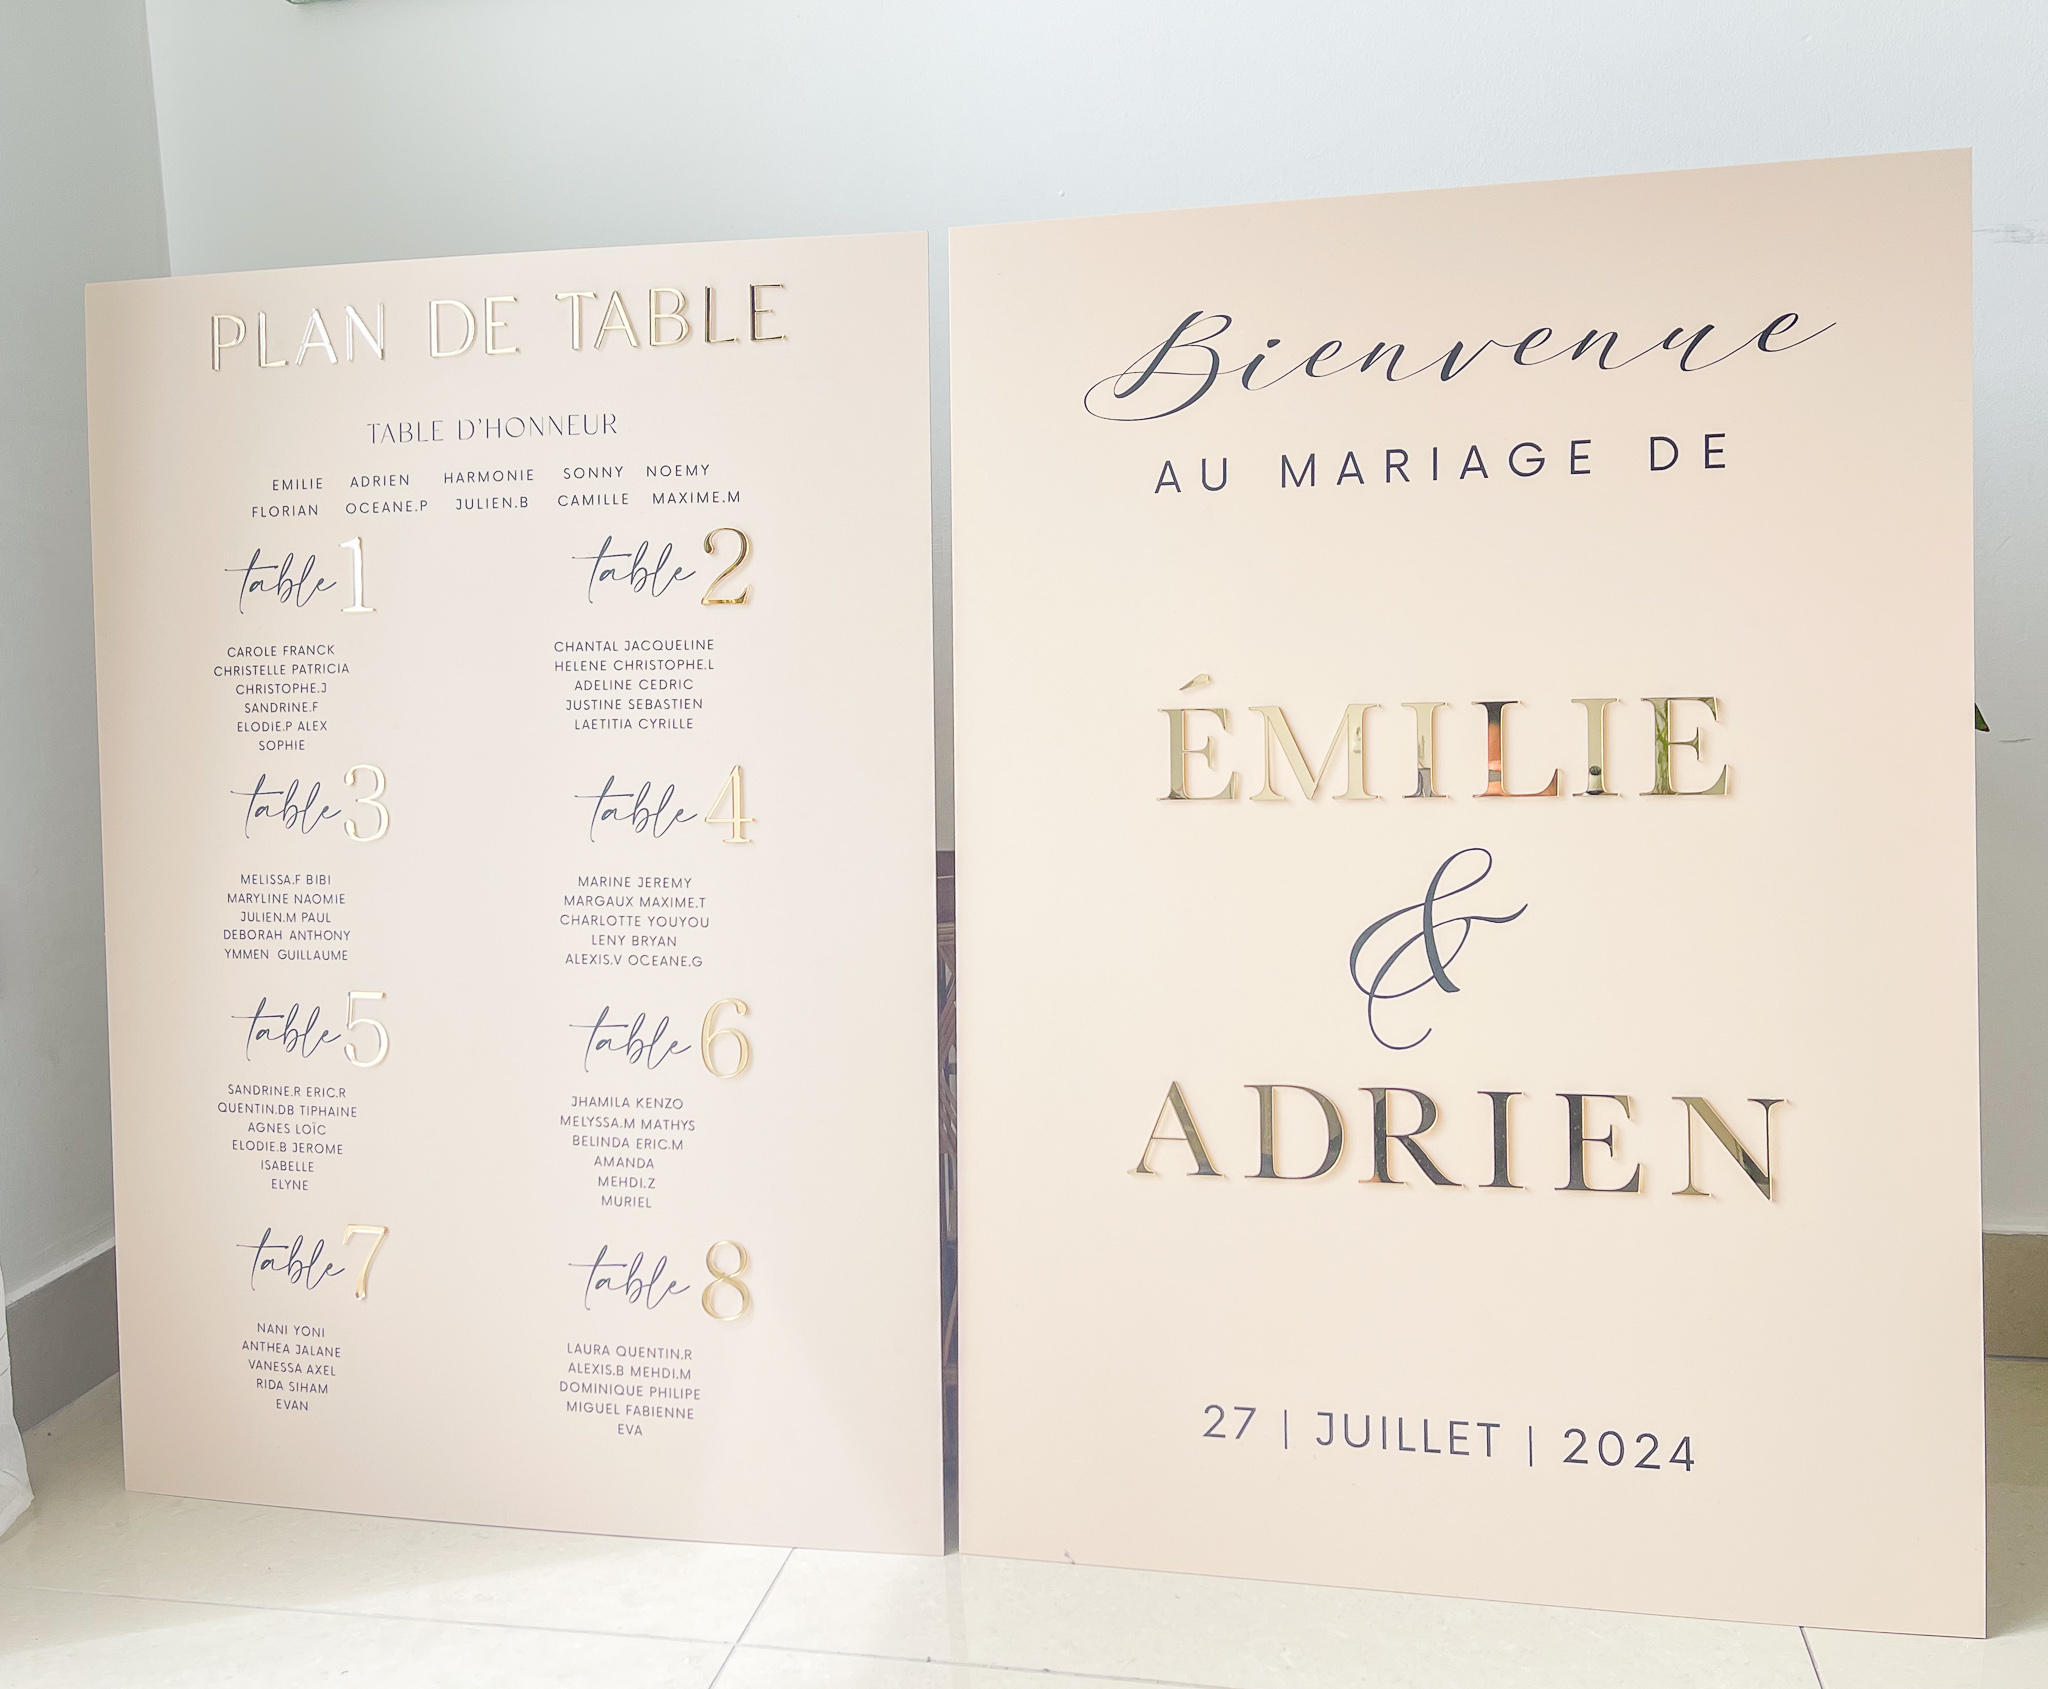 PLAN DE TABLE
TABLE D'HONNEUR
EMILIE ADRIEN HARMONIE SONNY NOEMY
FLORIAN OCEANE.P JULIEN.B CAMILLE MAXIME.M
table 1
CAROLE FRANCK
CHRISTELLE PATRICIA
CHRISTOPHE.J
SANDRINE.F
ELODIE.P ALEX
SOPHIE
table 2
CHANTAL JACQUELINE
HELENE CHRISTOPHE.L
ADELINE CEDRIC
JUSTINE SEBASTIEN
LAETITIA CYRILLE
table 3
MELISSA.F BIBI
MARYLINE NAOMIE
JULIEN.M PAUL
DEBORAH ANTHONY
YMMEN GUILLAUME
table 4
MARINE JEREMY
MARGAUX MAXIME.T
CHARLOTTE YOUYOU
LENY BRYAN
ALEXIS.V OCEANE.G
table 5
SANDRINE.R ERIC.R
QUENTIN.DB TIPHAINE
AGNES LOÏC
ELODIE.B JEROME
ISABELLE
ELYNE
table 6
JHAMILA KENZO
MELYSSA.M MATHYS
BELINDA ERIC.M
AMANDA
MEHDI.Z
MURIEL
table 7
NANI YONI
ANTHEA JALANE
VANESSA AXEL
RIDA SIHAM
EVAN
table 8
LAURA QUENTIN.R
ALEXIS.B MEHDI.M
DOMINIQUE PHILIPE
MIGUEL FABIENNE
EVA
Bienvenue
AU MARIAGE DE
ÉMILIE
&
ADRIEN
27 | JUILLET | 2024